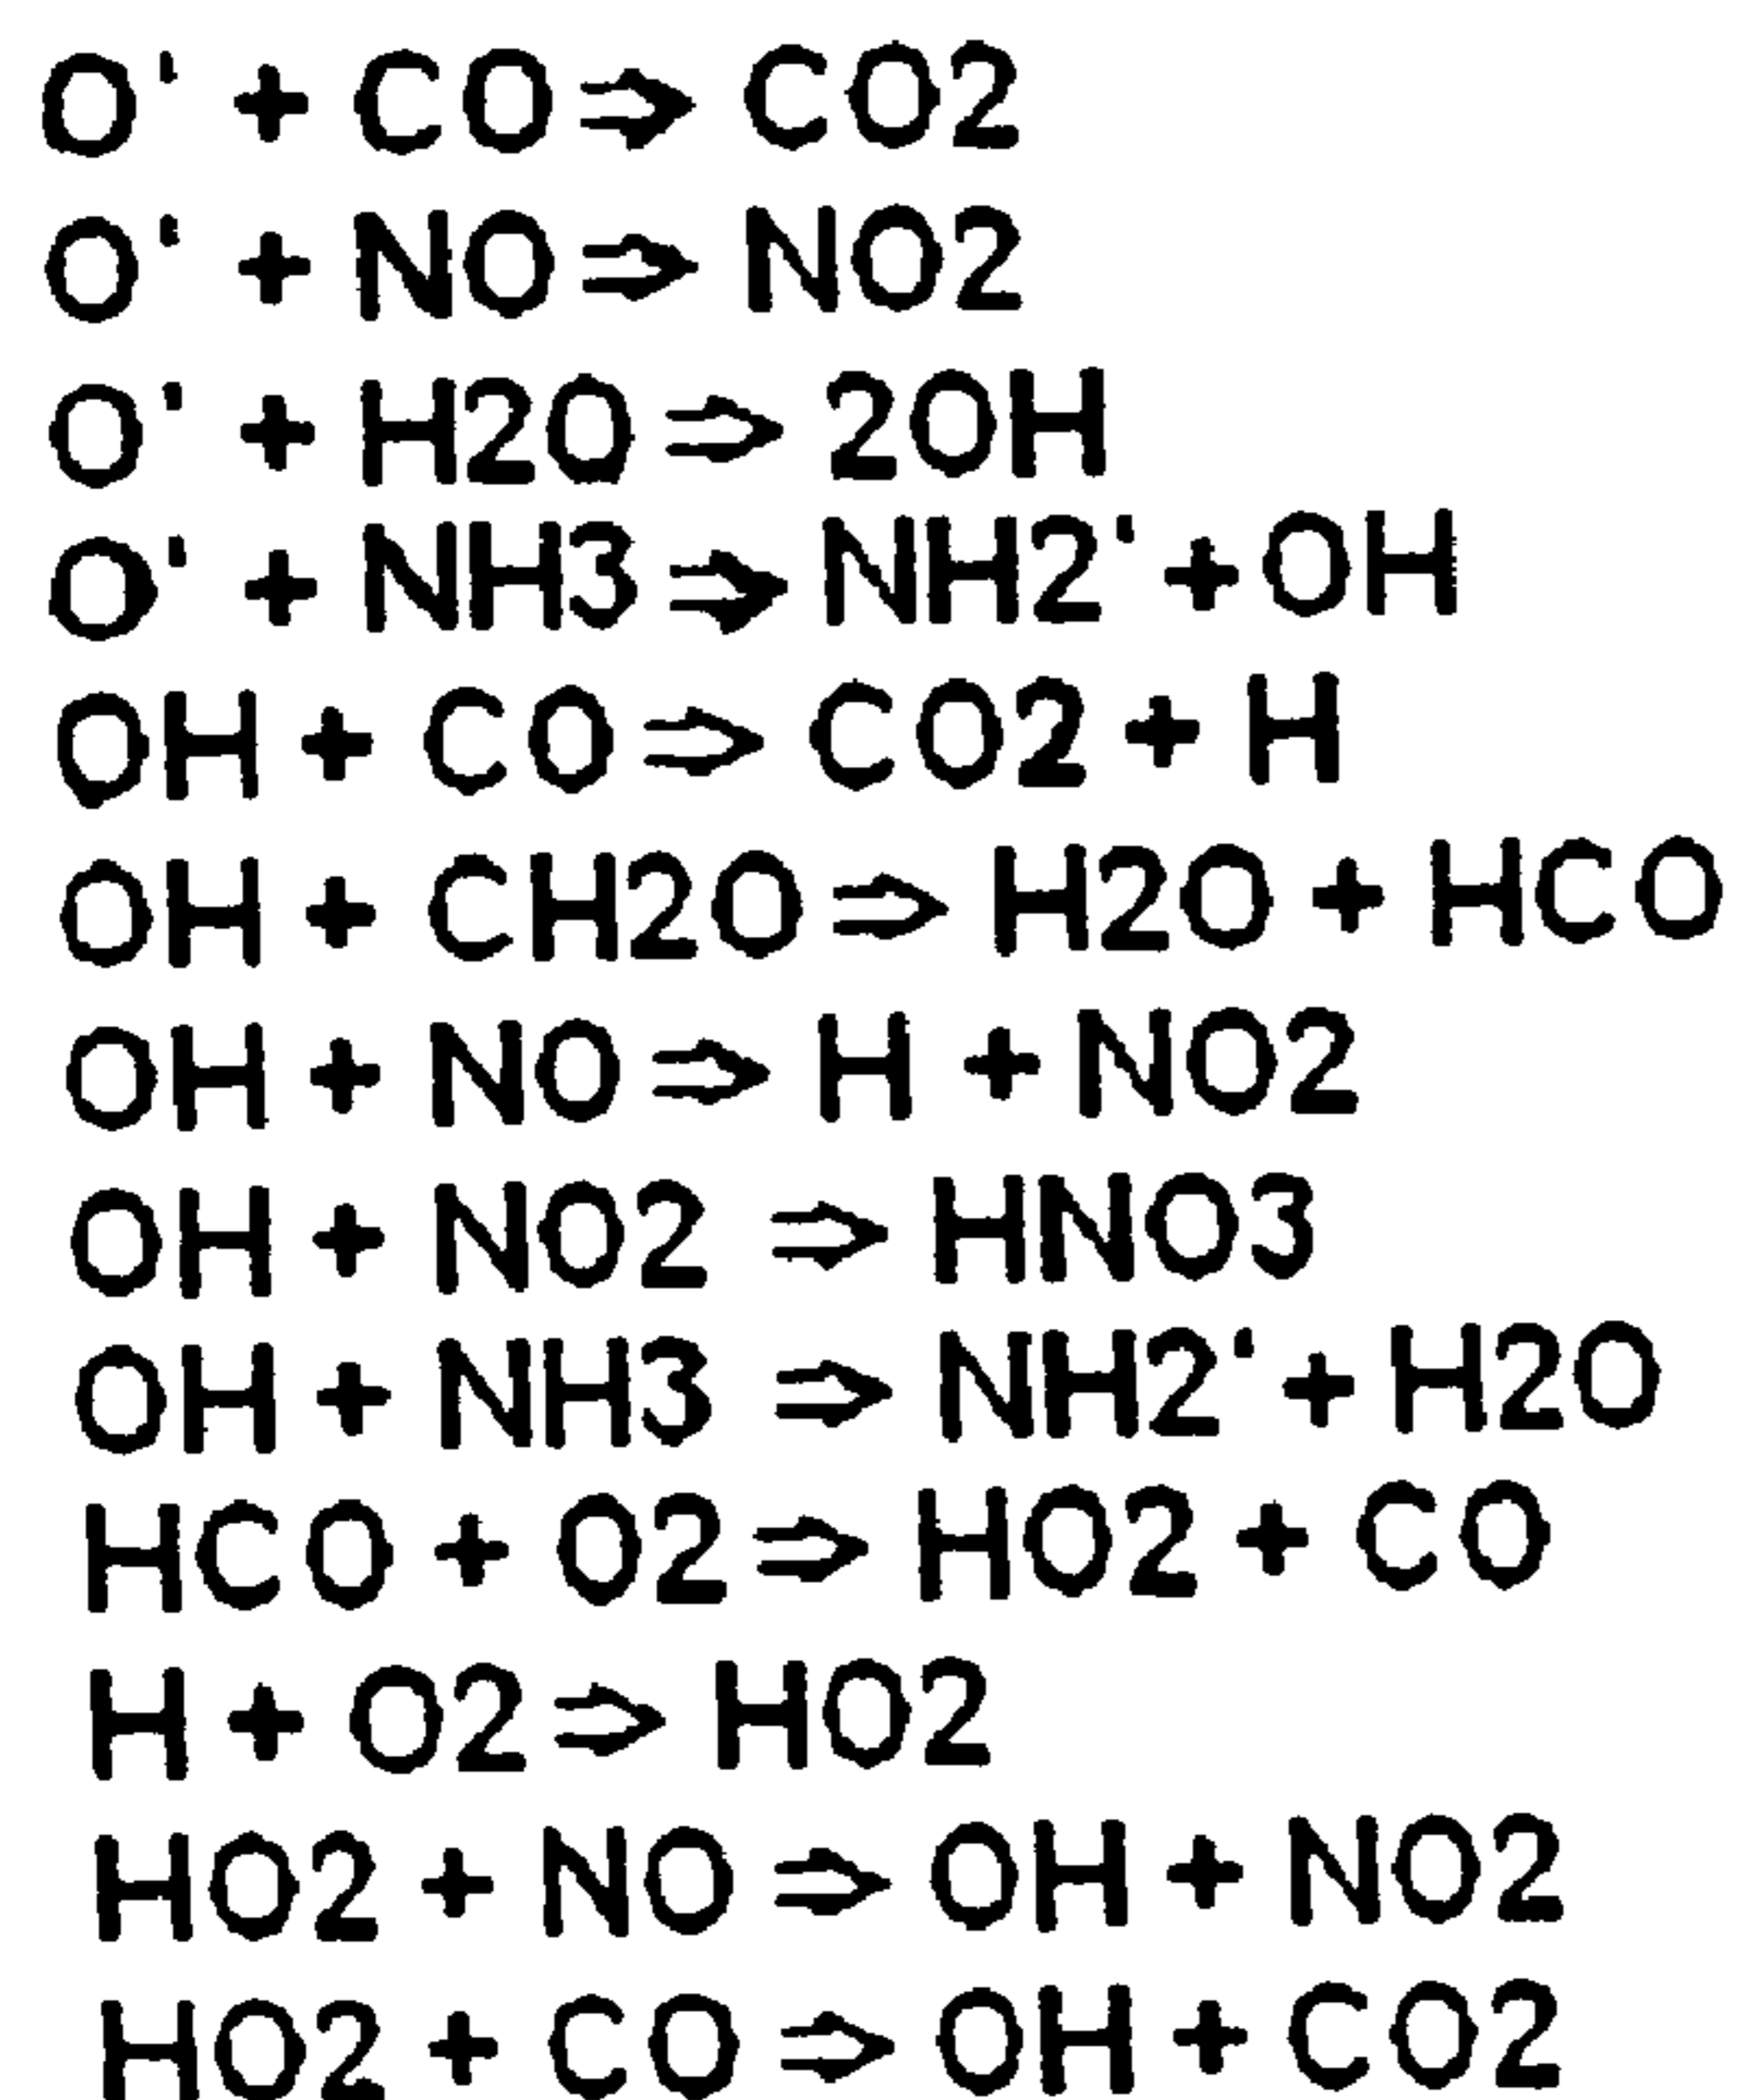 O' + CO ⇒ CO2
O' + NO ⇒ NO2
O' + H2O ⇒ 2OH
O' + NH3 ⇒ NH2' + OH
OH + CO ⇒ CO2 + H
OH + CH2O ⇒ H2O + HCO
OH + NO ⇒ H + NO2
OH + NO2 ⇒ HNO3
OH + NH3 ⇒ NH2' + H2O
HCO + O2 ⇒ HO2 + CO
H + O2 ⇒ HO2
HO2 + NO ⇒ OH + NO2
HO2 + CO ⇒ OH + CO2